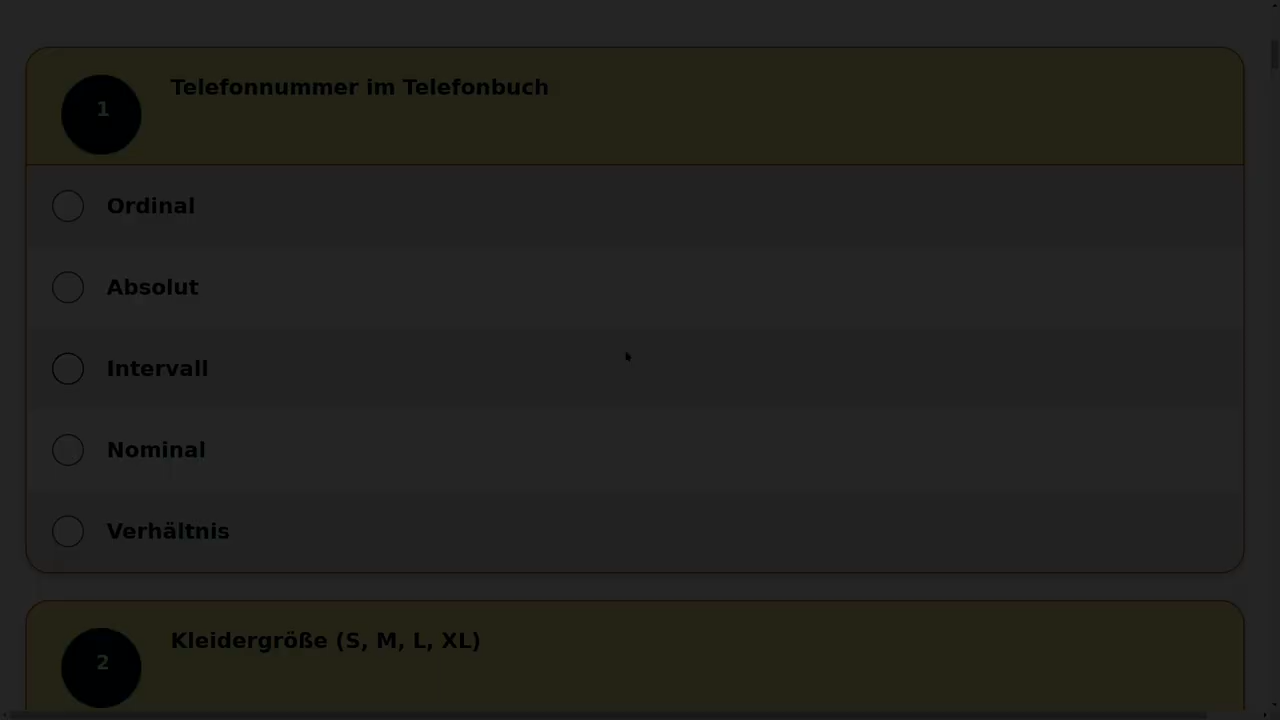 1
Telefonnummer im Telefonbuch
Ordinal
Absolut
Intervall
Nominal
Verhältnis
2
Kleidergröße (S, M, L, XL)